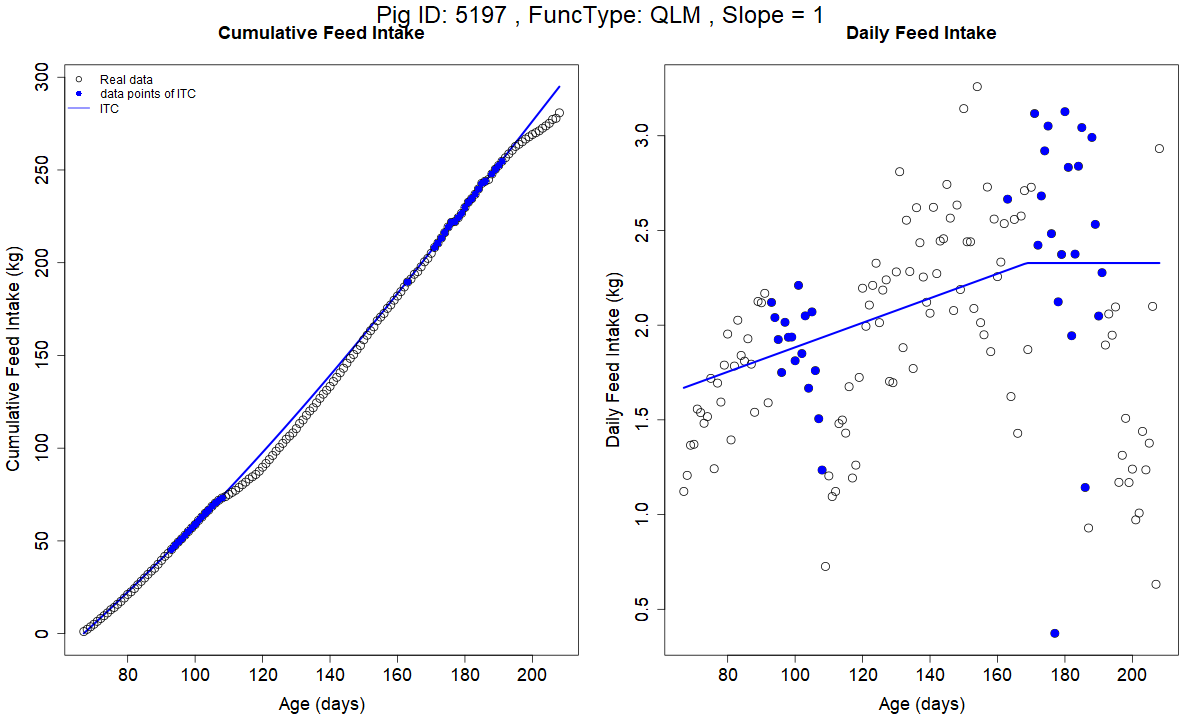 Pig ID: 5197 , FuncType: QLM , Slope = 1
Cumulative Feed Intake
Real data
data points of ITC
ITC
Cumulative Feed Intake (kg)
300
250
200
150
100
50
0
80 100 120 140 160 180 200
Age (days)
Daily Feed Intake
Daily Feed Intake (kg)
3.0
2.5
2.0
1.5
1.0
0.5
80 100 120 140 160 180 200
Age (days)